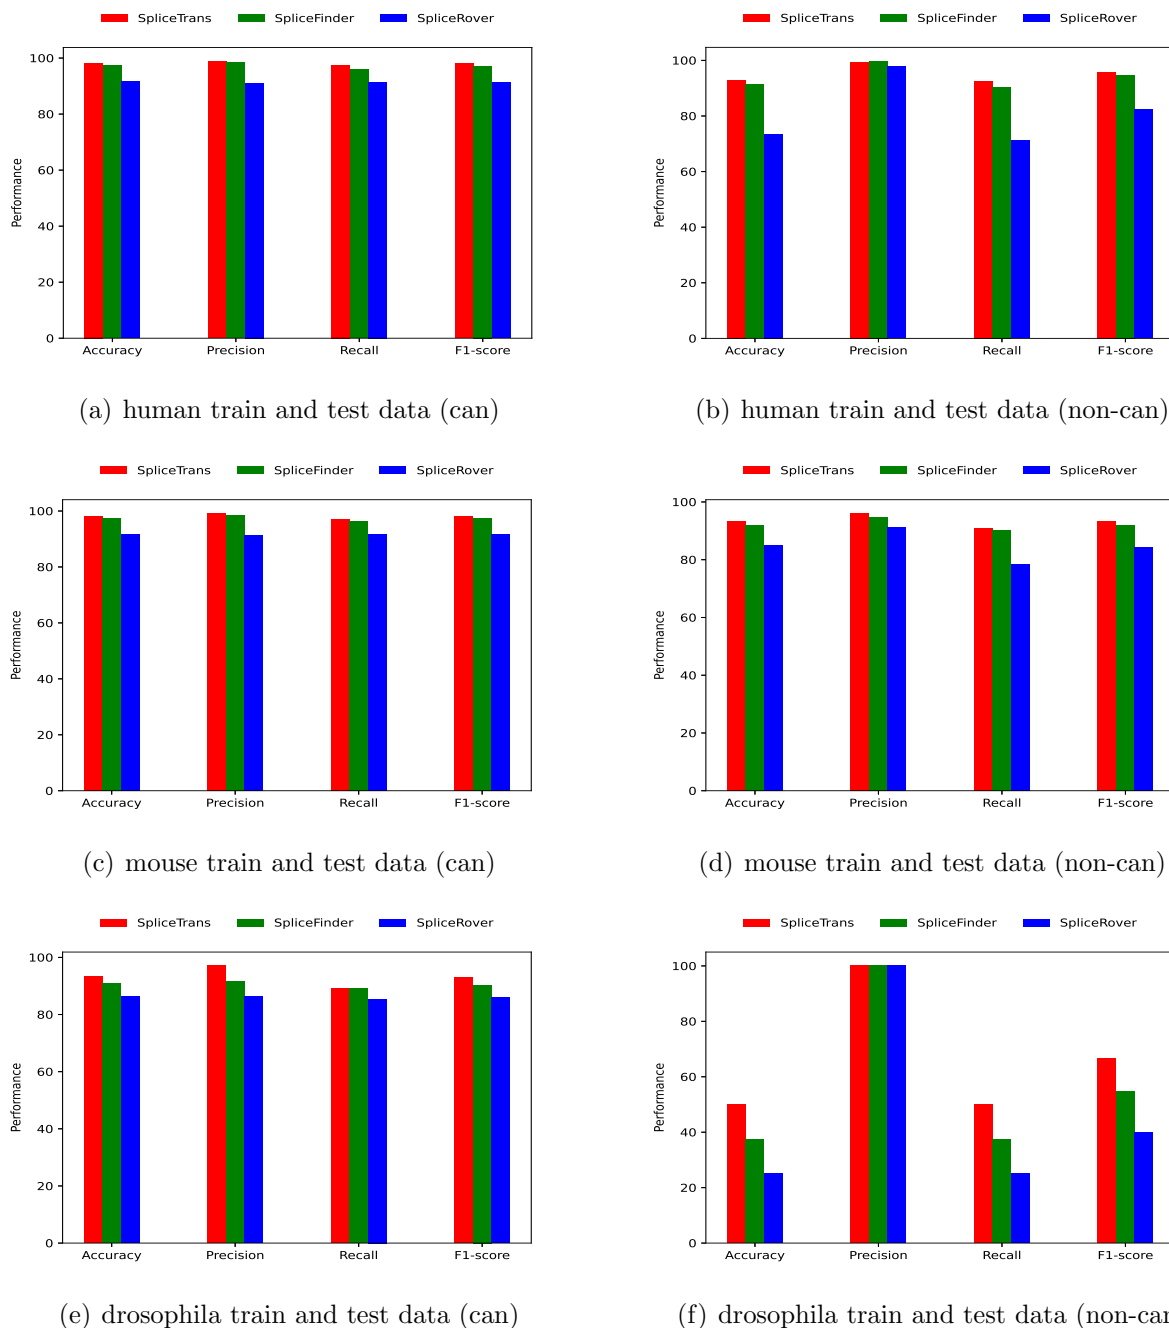 SpliceTrans SpliceFinder SpliceRover
Performance
100
80
60
40
20
0
Accuracy Precision Recall F1-score
(a) human train and test data (can)
SpliceTrans SpliceFinder SpliceRover
Performance
100
80
60
40
20
0
Accuracy Precision Recall F1-score
(b) human train and test data (non-can)
SpliceTrans SpliceFinder SpliceRover
Performance
100
80
60
40
20
0
Accuracy Precision Recall F1-score
(c) mouse train and test data (can)
SpliceTrans SpliceFinder SpliceRover
Performance
100
80
60
40
20
0
Accuracy Precision Recall F1-score
(d) mouse train and test data (non-can)
SpliceTrans SpliceFinder SpliceRover
Performance
100
80
60
40
20
0
Accuracy Precision Recall F1-score
(e) drosophila train and test data (can)
SpliceTrans SpliceFinder SpliceRover
Performance
100
80
60
40
20
0
Accuracy Precision Recall F1-score
(f) drosophila train and test data (non-can